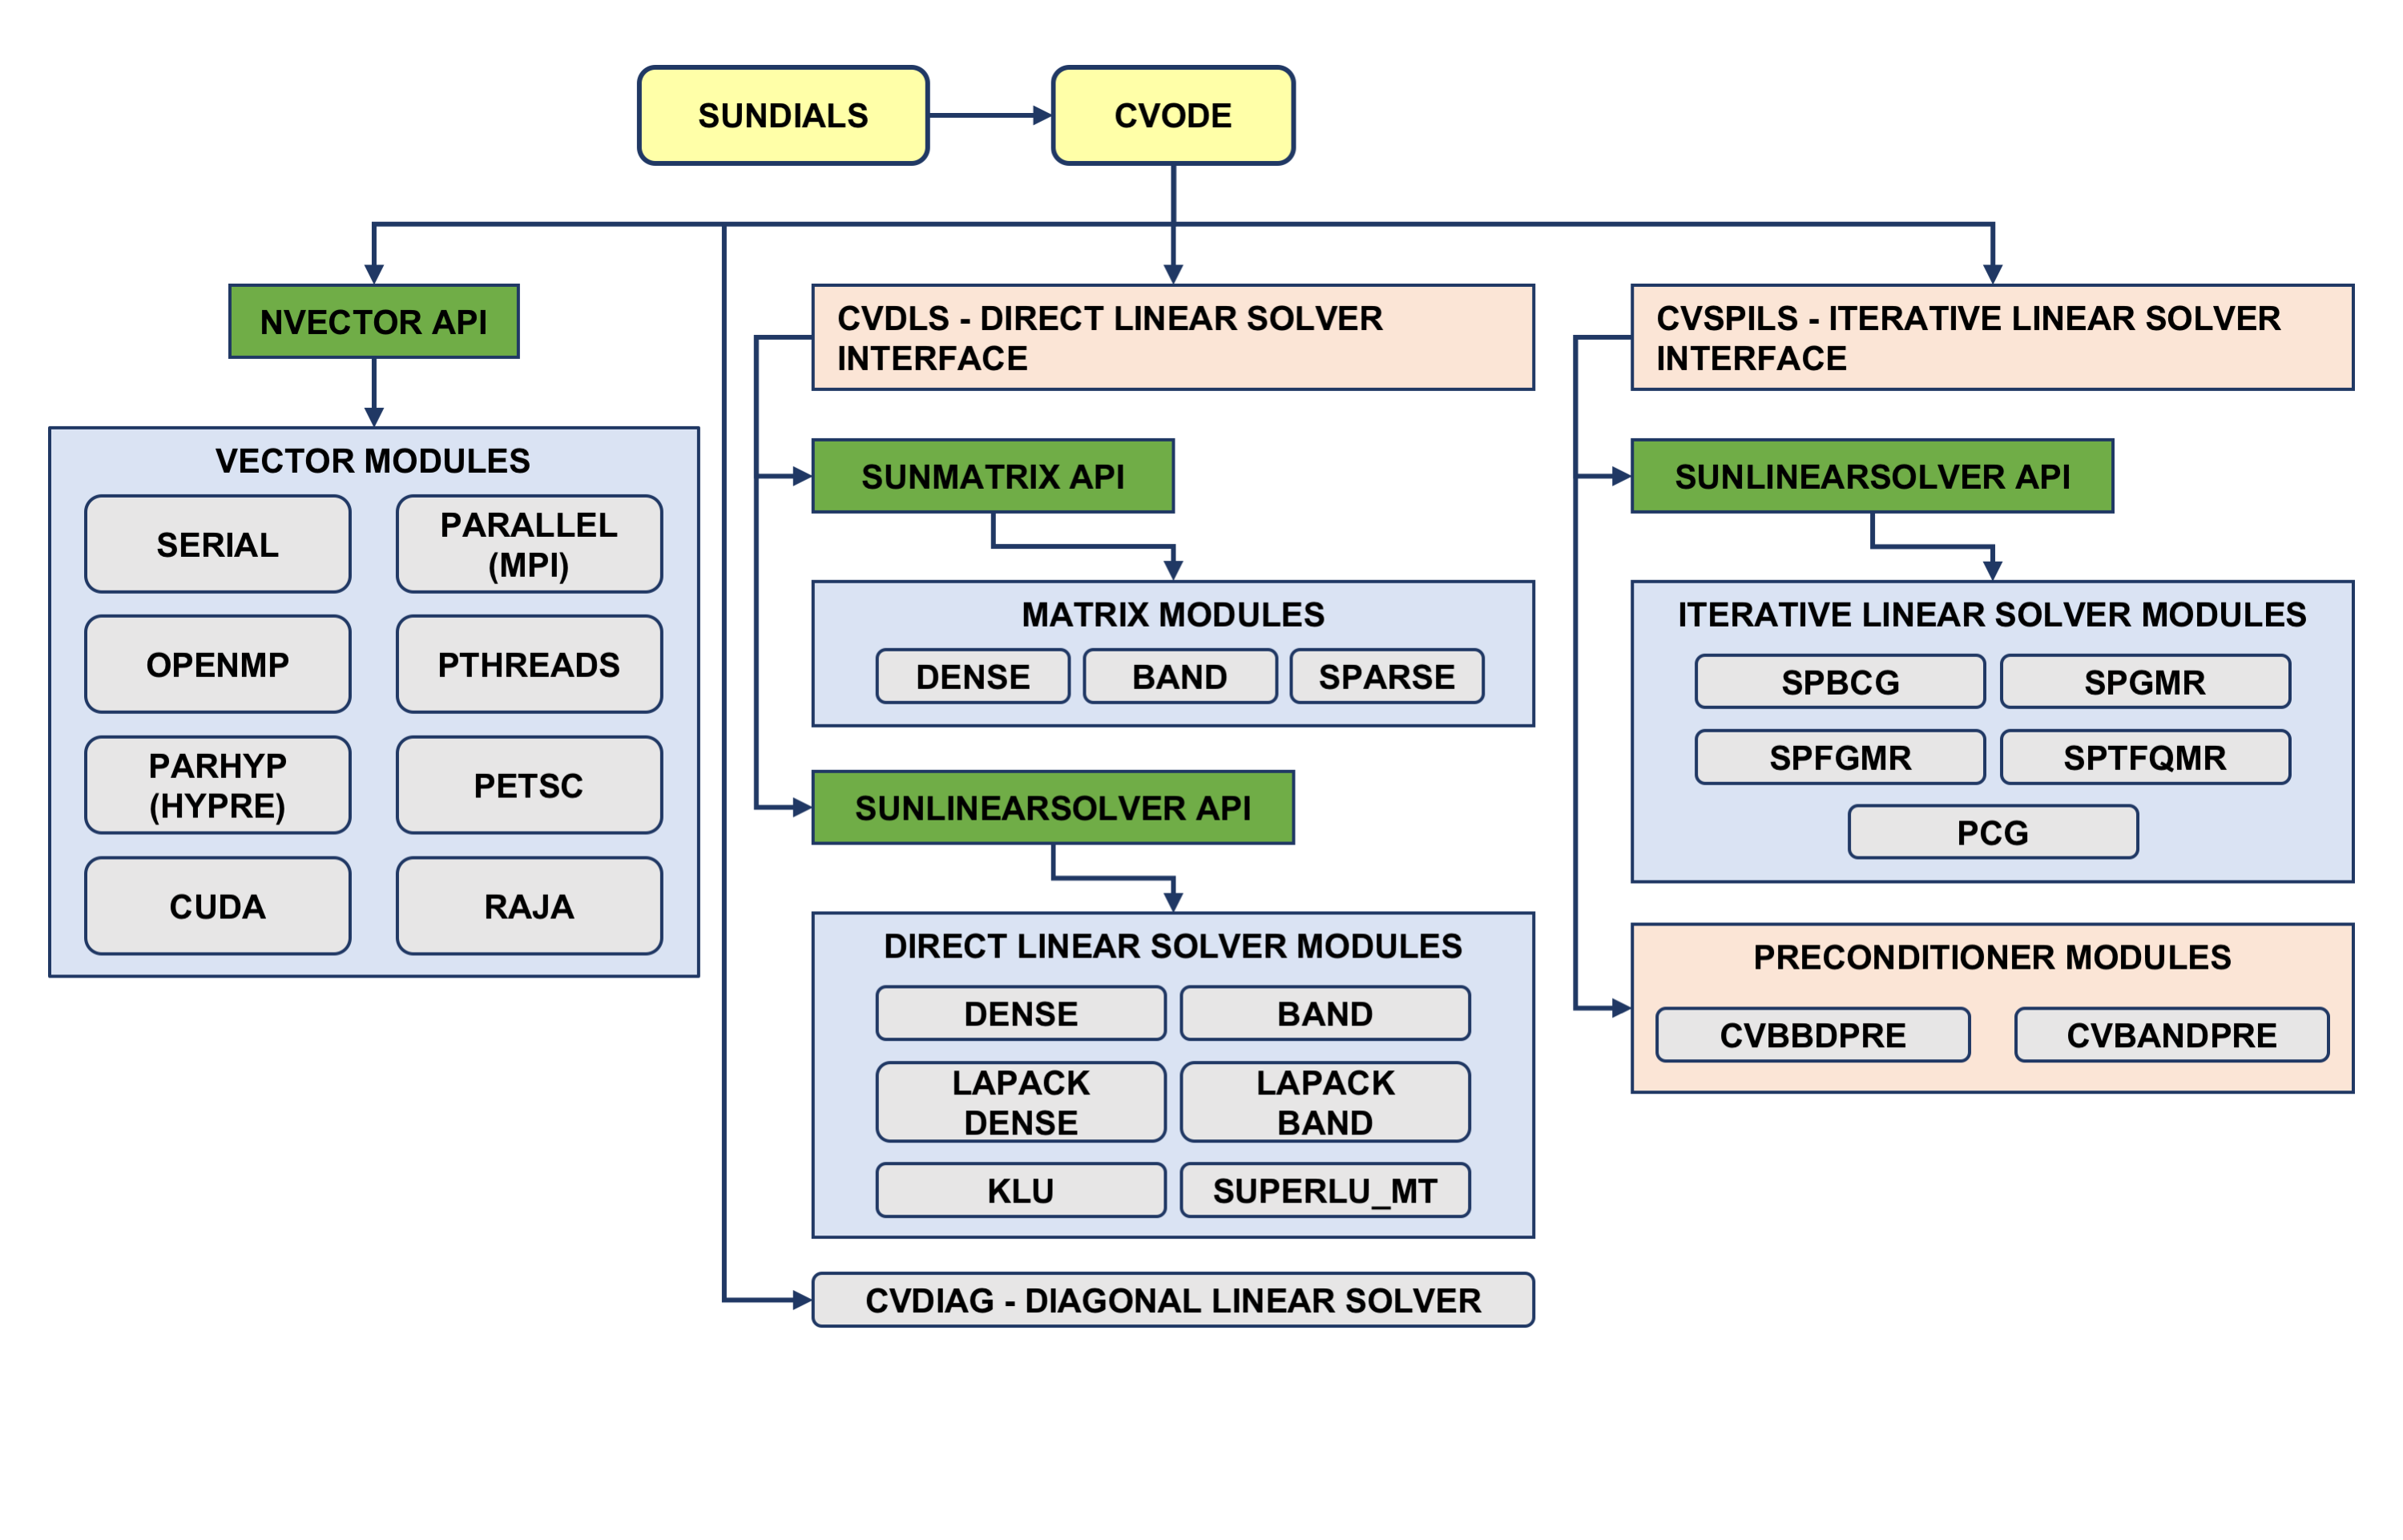 SUNDIALS
CVODE
NVECTOR API
VECTOR MODULES
SERIAL
PARALLEL
(MPI)
OPENMP
PTHREADS
PARHYP
(HYPRE)
PETSC
CUDA
RAJA
CVDLS - DIRECT LINEAR SOLVER
INTERFACE
SUNMATRIX API
MATRIX MODULES
DENSE
BAND
SPARSE
SUNLINEARSOLVER API
DIRECT LINEAR SOLVER MODULES
DENSE
BAND
LAPACK
DENSE
LAPACK
BAND
KLU
SUPERLU_MT
CVDIAG - DIAGONAL LINEAR SOLVER
CVSPILS - ITERATIVE LINEAR SOLVER
INTERFACE
SUNLINEARSOLVER API
ITERATIVE LINEAR SOLVER MODULES
SPBCG
SPGMR
SPFGMR
SPTFQMR
PCG
PRECONDITIONER MODULES
CVBBDPRE
CVBANDPRE